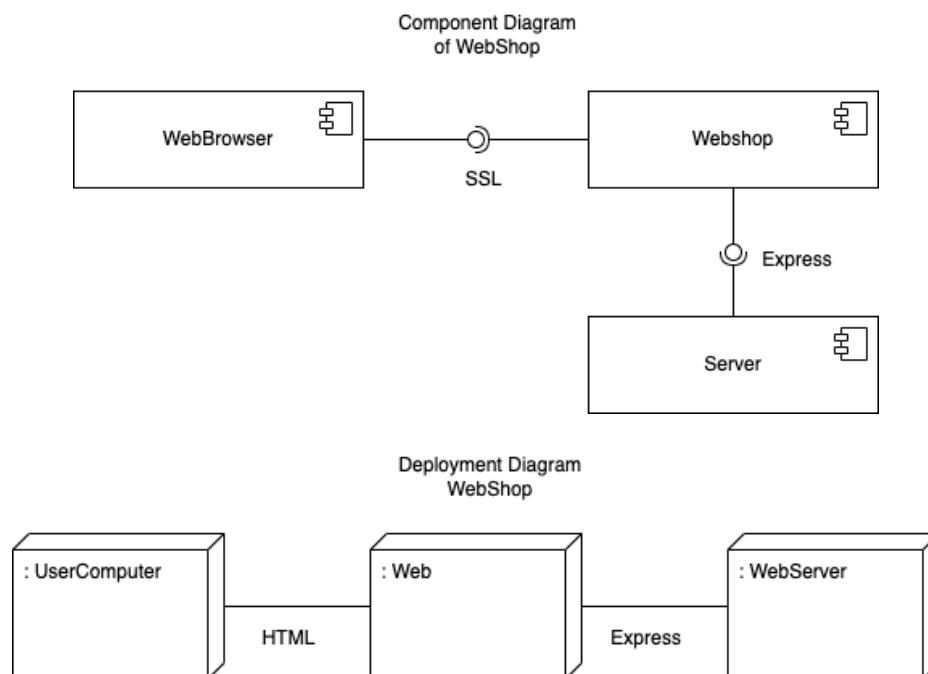 Component Diagram
of WebShop
WebBrowser
Webshop
SSL
Express
Server
Deployment Diagram
WebShop
: UserComputer
: Web
: WebServer
HTML
Express